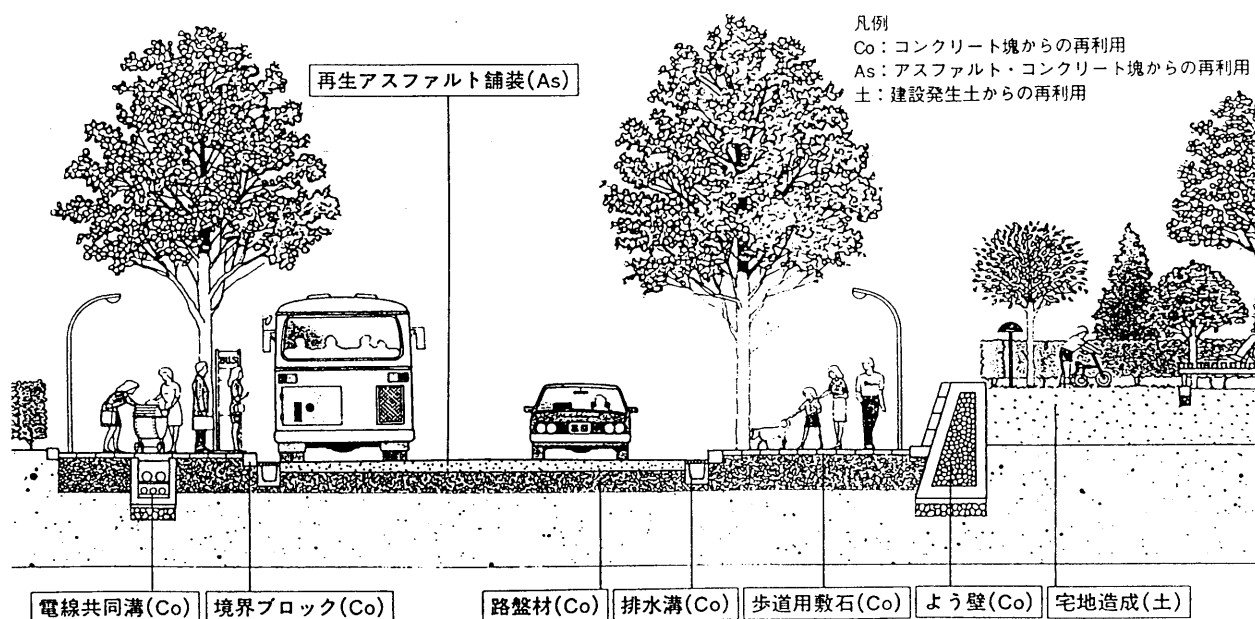 凡例
Co：コンクリート塊からの再利用
As：アスファルト・コンクリート塊からの再利用
土：建設発生土からの再利用
再生アスファルト舗装(As)
BUS
電線共同溝(Co)
境界ブロック(Co)
路盤材(Co)
排水溝(Co)
歩道用敷石(Co)
よう壁(Co)
宅地造成(土)